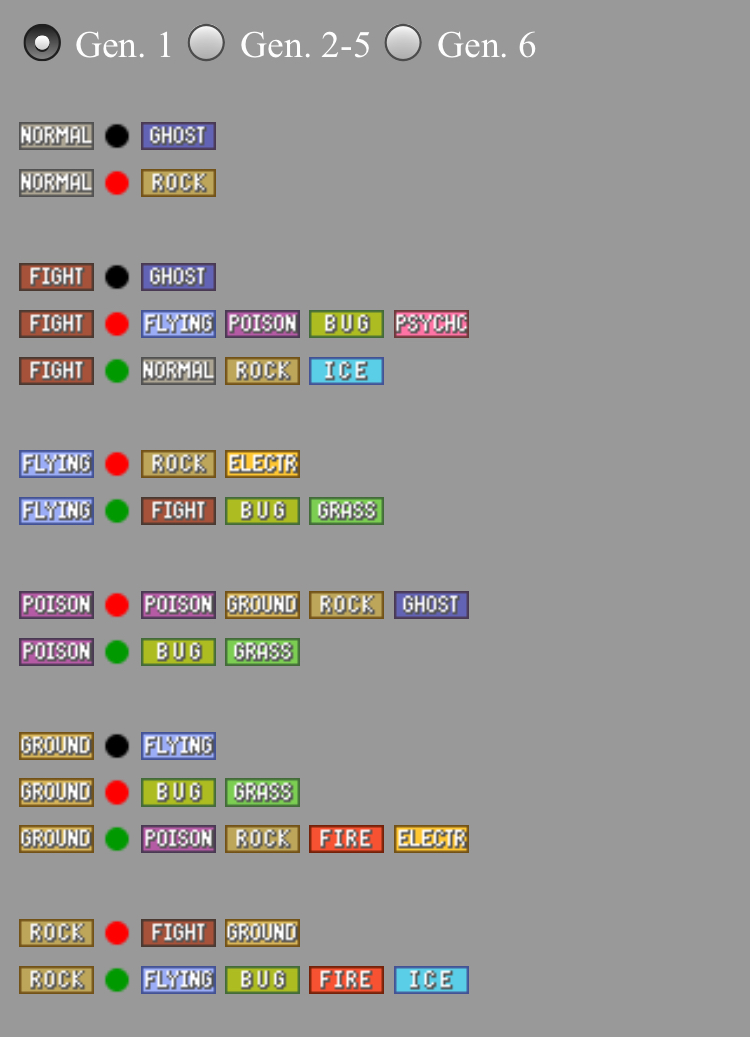 Gen. 1 Gen. 2-5 Gen. 6
NORMAL GHOST
NORMAL ROCK
FIGHT GHOST
FIGHT FLYING POISON BUG PSYCHC
FIGHT NORMAL ROCK ICE
FLYING ROCK ELECTR
FLYING FIGHT BUG GRASS
POISON POISON GROUND ROCK GHOST
POISON BUG GRASS
GROUND FLYING
GROUND BUG GRASS
GROUND POISON ROCK FIRE ELECTR
ROCK FIGHT GROUND
ROCK FLYING BUG FIRE ICE